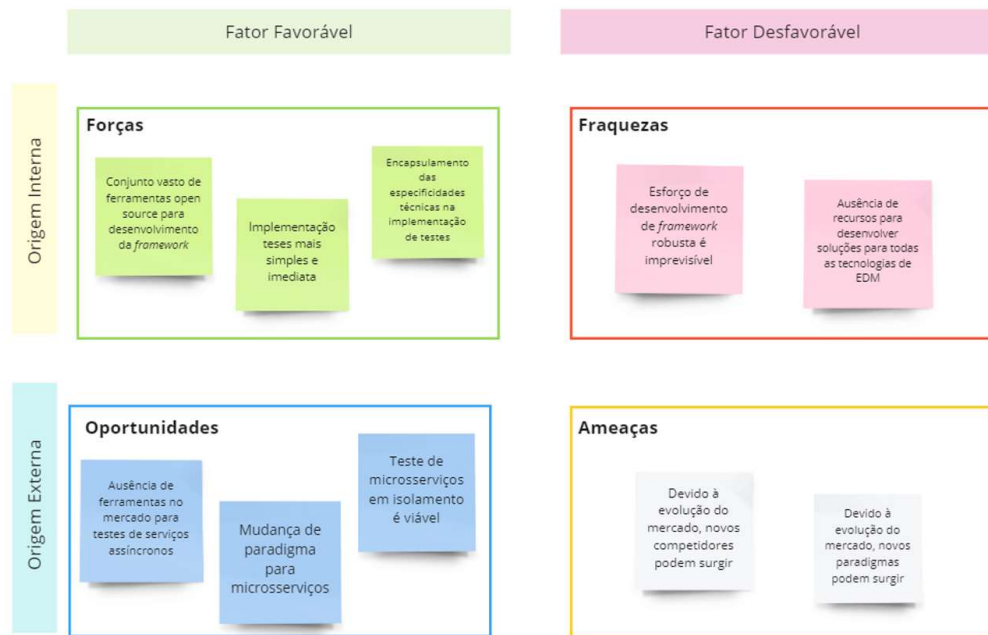 Fator Favorável
Fator Desfavorável
Origem Interna
Forças
Conjunto vasto de
ferramentas open
source para
desenvolvimento
da framework
Implementação
teses mais
simples e
imediata
Encapsulamento
das
especificidades
técnicas na
implementação
de testes
Fraquezas
Esforço de
desenvolvimento
de framework
robusta é
imprevisível
Ausência de
recursos para
desenvolver
soluções para todas
as tecnologias de
EDM
Origem Externa
Oportunidades
Ausência de
ferramentas no
mercado para
testes de serviços
assíncronos
Mudança de
paradigma
para
microsserviços
Teste de
microsserviços
em isolamento
é viável
Ameaças
Devido à
evolução do
mercado, novos
competidores
podem surgir
Devido à
evolução do
mercado, novos
paradigmas
podem surgir